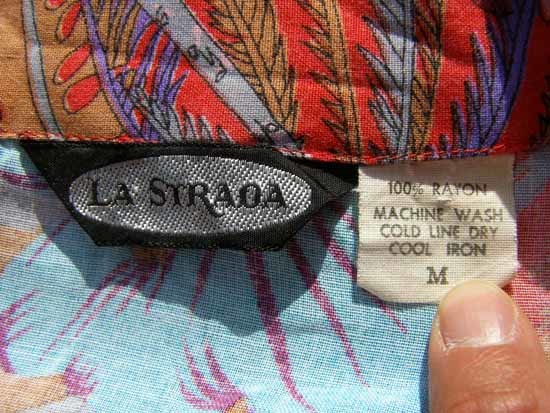 LA STRADA
100% RAYON
MACHINE WASH
COLD LINE DRY
COOL IRON
M